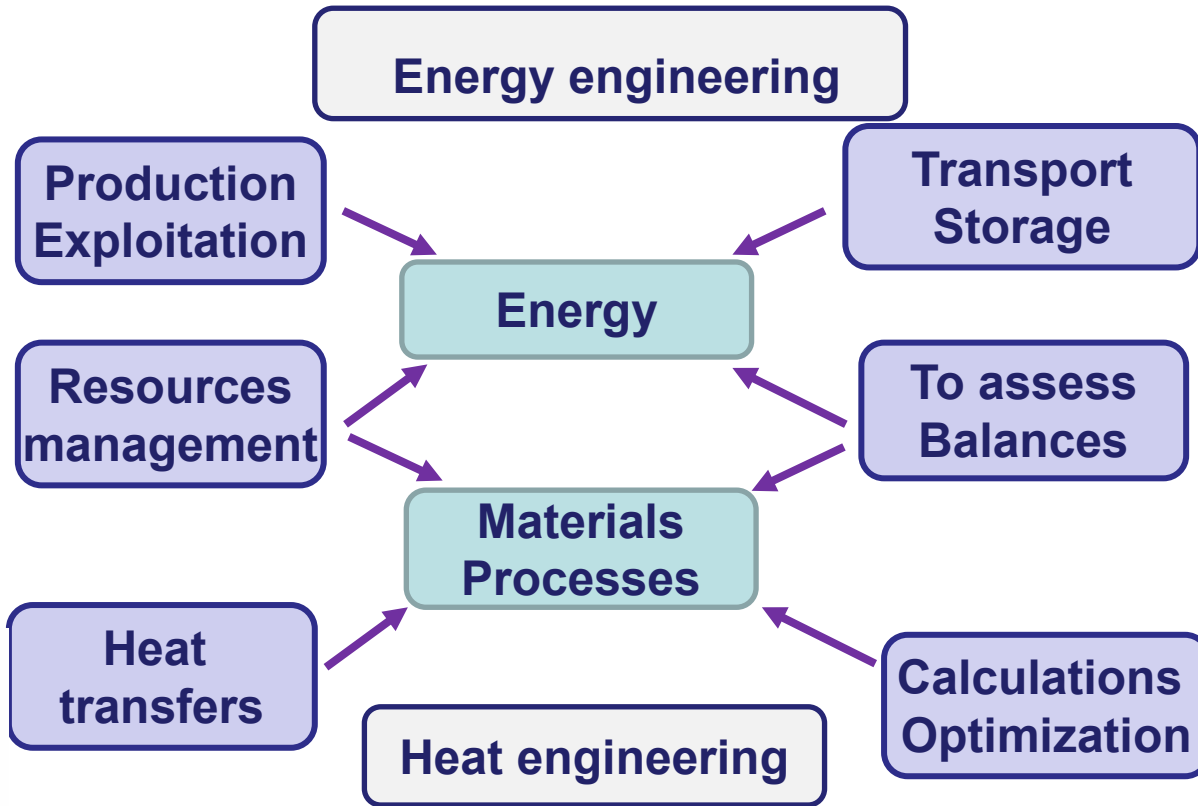 Energy engineering
Production
Exploitation
Transport
Storage
Energy
Resources
management
To assess
Balances
Materials
Processes
Heat
transfers
Calculations
Optimization
Heat engineering